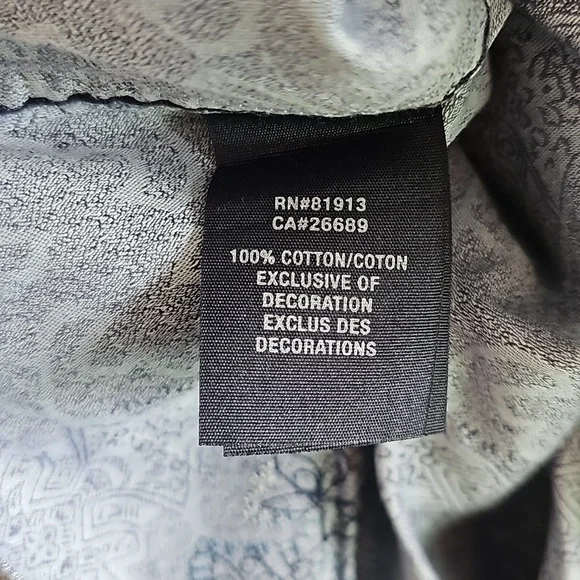 RN#81913
CA#26689
100% COTTON/COTON
EXCLUSIVE OF
DECORATION
EXCLUS DES
DECORATIONS